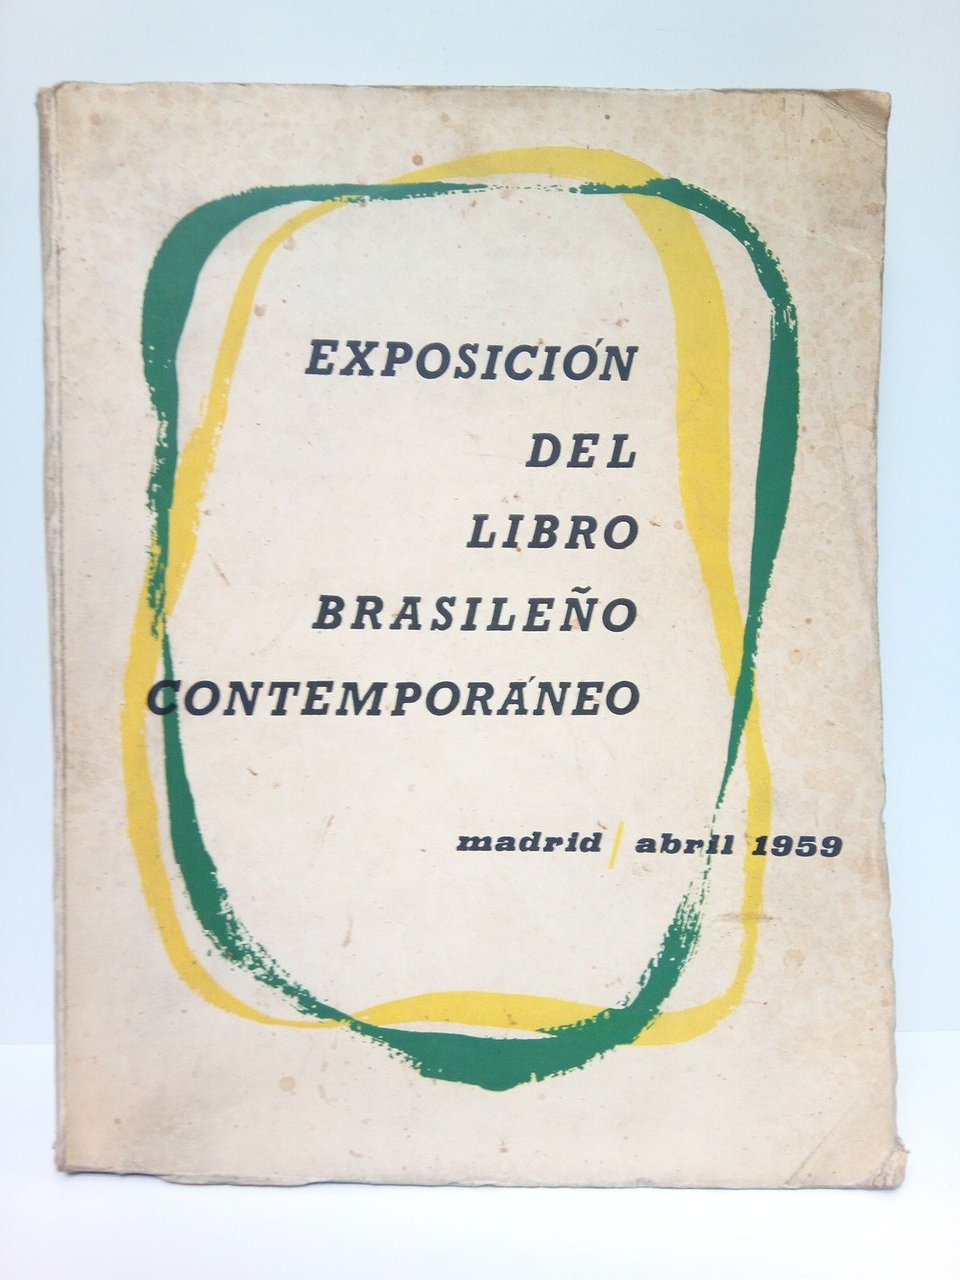 EXPOSICIÓN
DEL
LIBRO
BRASILEÑO
CONTEMPORÁNEO
madrid / abril 1959